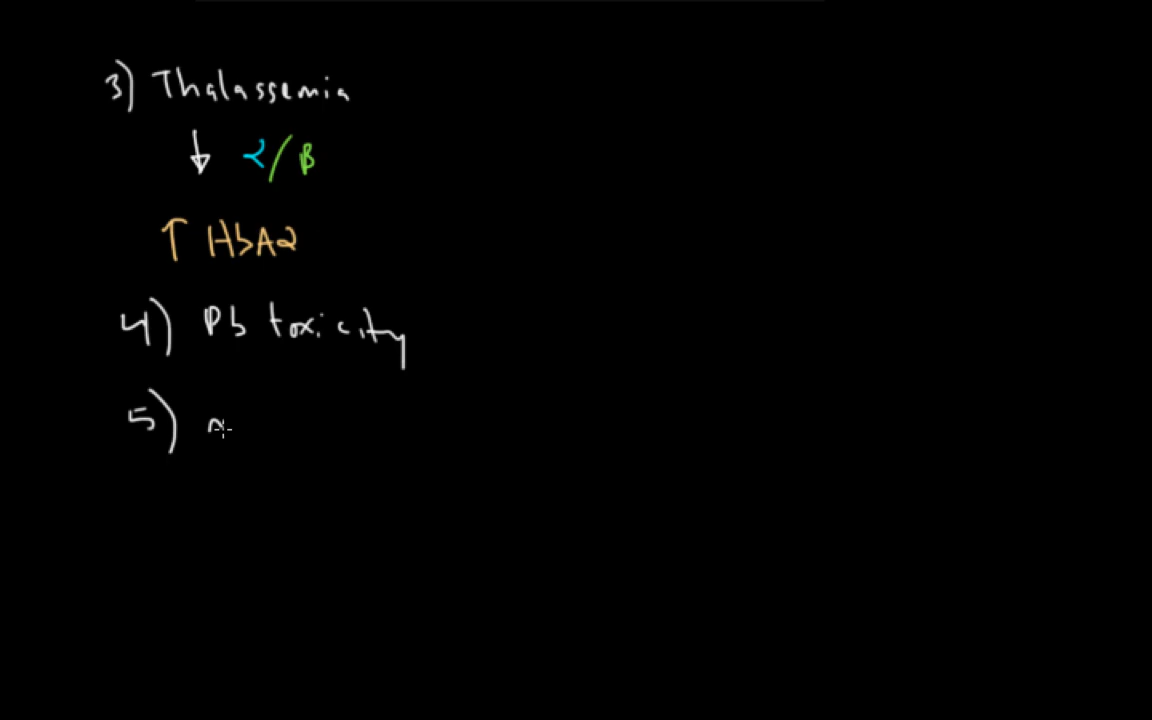 3) Thalassemia
↓ α/β
↑ HbA2
4) Pb toxicity
5)